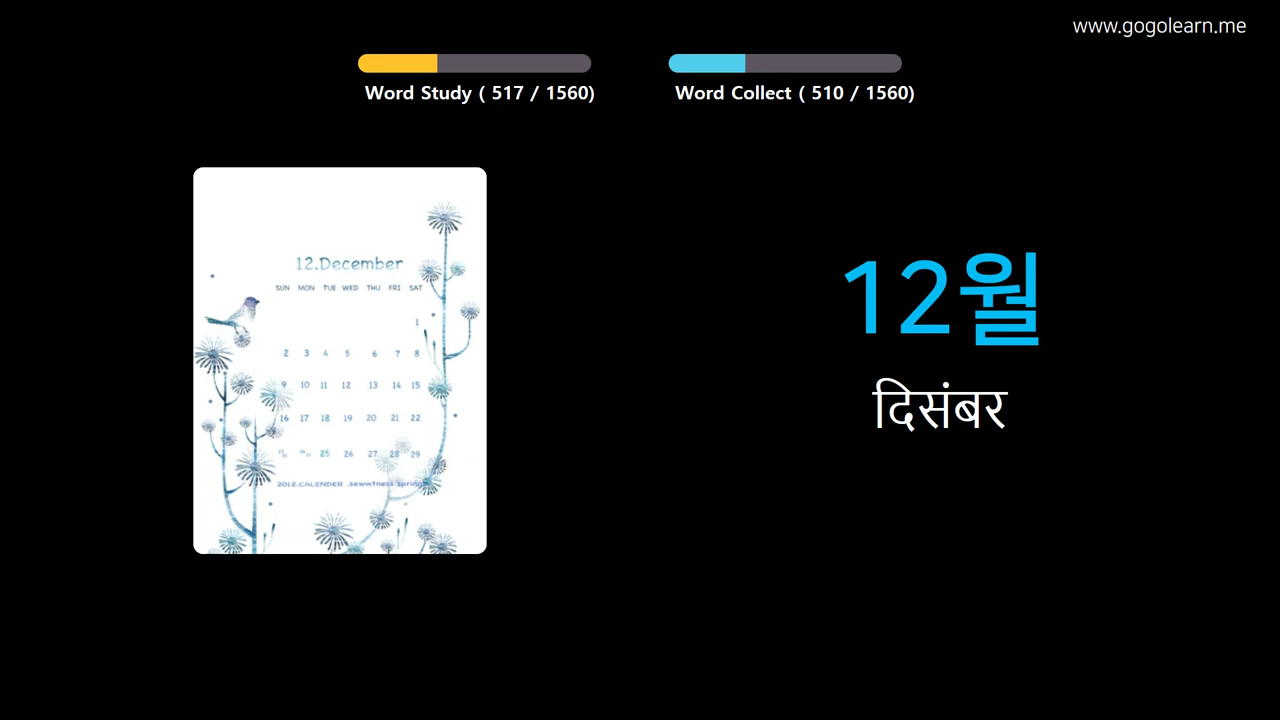 www.gogolearn.me
Word Study ( 517 / 1560)
Word Collect ( 510 / 1560)
12.December
SUN MON TUE WED THU FRI SAT
1
2 3 4 5 6 7 8
9 10 11 12 13 14 15
16 17 18 19 20 21 22
25 26 27 28 29
2012.CALENDER
12월
दिसंबर